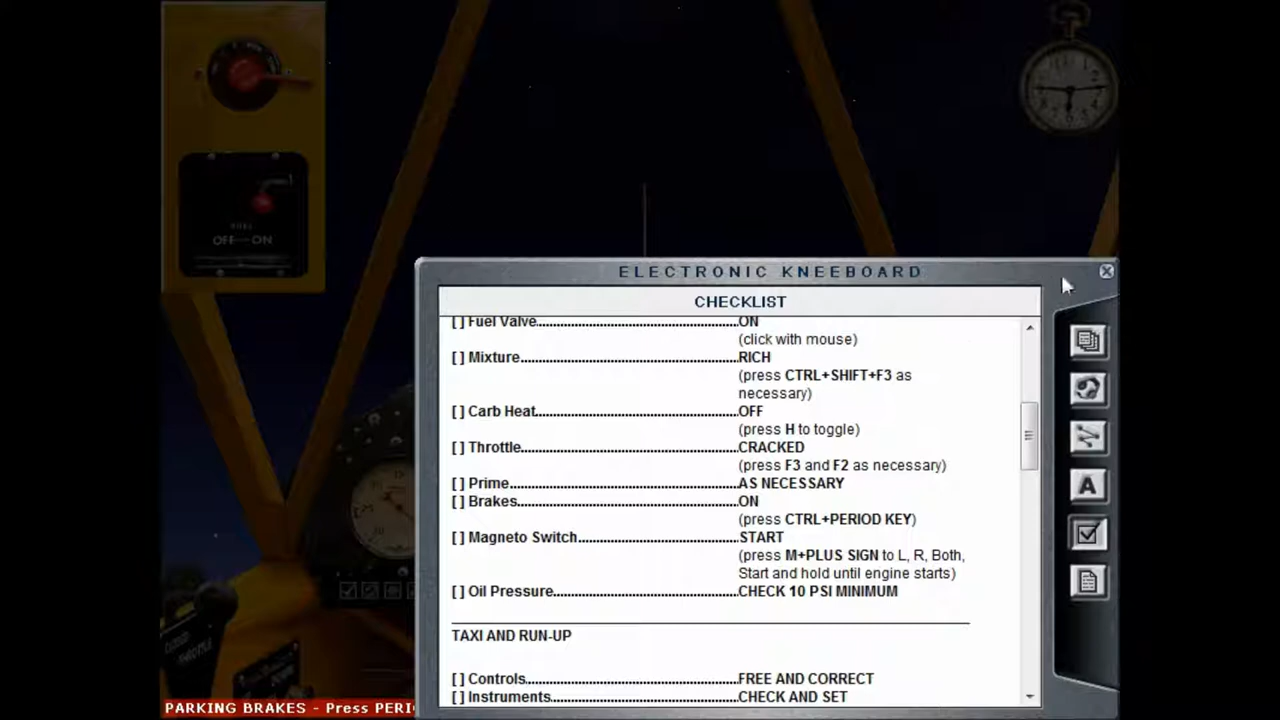 FUEL
OFF ON
ELECTRONIC KNEEBOARD
CHECKLIST
[ ] Fuel Valve..........ON
(click with mouse)
[ ] Mixture..........RICH
(press CTRL+SHIFT+F3 as
necessary)
[ ] Carb Heat..........OFF
(press H to toggle)
[ ] Throttle..........CRACKED
(press F3 and F2 as necessary)
[ ] Prime..........AS NECESSARY
[ ] Brakes..........ON
(press CTRL+PERIOD KEY)
[ ] Magneto Switch..........START
(press M+PLUS SIGN to L, R, Both,
Start and hold until engine starts)
[ ] Oil Pressure..........CHECK 10 PSI MINIMUM
TAXI AND RUN-UP
[ ] Controls..........FREE AND CORRECT
[ ] Instruments..........CHECK AND SET
A
CLOSED
THROTTLE
PARKING BRAKES - Press PERI